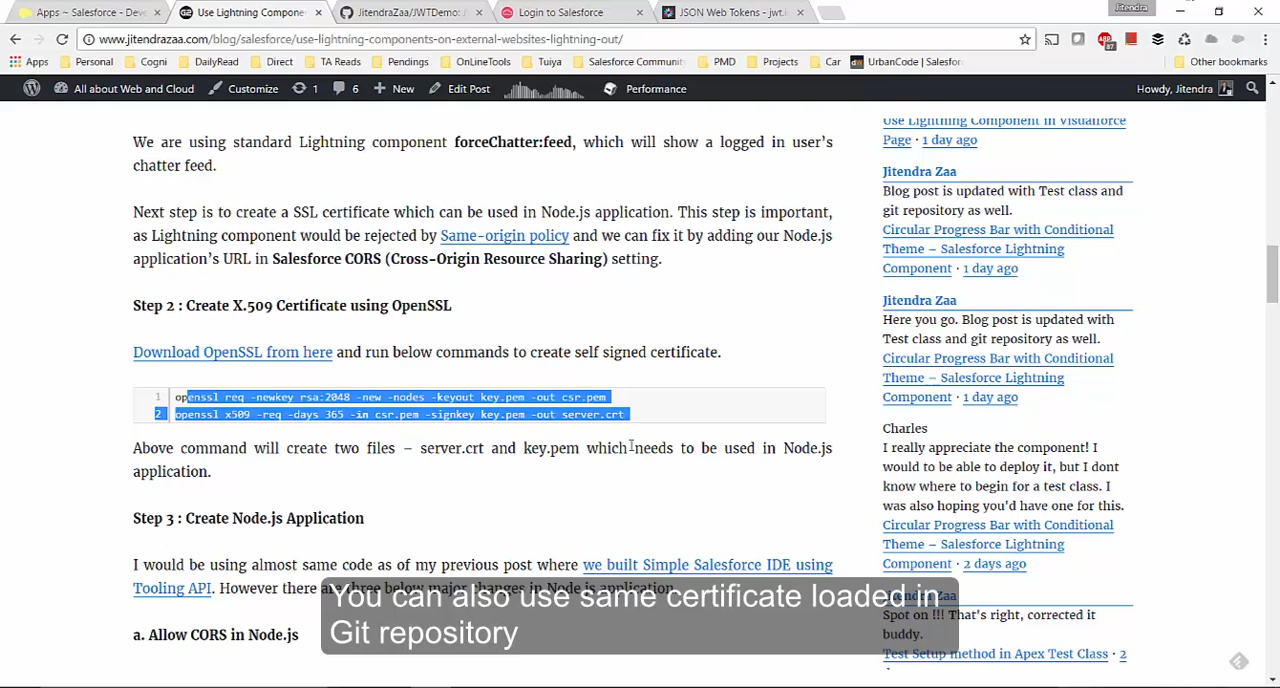 Jitendra
Apps ~ Salesforce - Deve
Use Lightning Componen
JitendraZaa/JWTDemo:
Login to Salesforce
JSON Web Tokens - jwt.i
www.jitendrazaa.com/blog/salesforce/use-lightning-components-on-external-websites-lightning-out/
Apps Personal Cogni DailyRead Direct TA Reads Pendings OnLineTools Tuiya Salesforce Communit PMD Projects Car UrbanCode | Salesfor Other bookmarks
All about Web and Cloud Customize 1 6 New Edit Post Performance Howdy, Jitendra
We are using standard Lightning component forceChatter:feed, which will show a logged in user's
chatter feed.
Next step is to create a SSL certificate which can be used in Node.js application. This step is important,
as Lightning component would be rejected by Same-origin policy and we can fix it by adding our Node.js
application's URL in Salesforce CORS (Cross-Origin Resource Sharing) setting.
Step 2 : Create X.509 Certificate using OpenSSL
Download OpenSSL from here and run below commands to create self signed certificate.
1 openssl req -newkey rsa:2048 -new -nodes -keyout key.pem -out csr.pem
2 openssl x509 -req -days 365 -in csr.pem -signkey key.pem -out server.crt
Above command will create two files – server.crt and key.pem which needs to be used in Node.js
application.
Step 3 : Create Node.js Application
I would be using almost same code as of my previous post where we built Simple Salesforce IDE using
Tooling API. However there are three below major changes in Node.js application.
a. Allow CORS in Node.js
Use Lightning Component in Visualforce
Page · 1 day ago
Jitendra Zaa
Blog post is updated with Test class and
git repository as well.
Circular Progress Bar with Conditional
Theme – Salesforce Lightning
Component · 1 day ago
Jitendra Zaa
Here you go. Blog post is updated with
Test class and git repository as well.
Circular Progress Bar with Conditional
Theme – Salesforce Lightning
Component · 1 day ago
Charles
I really appreciate the component! I
would to be able to deploy it, but I dont
know where to begin for a test class. I
was also hoping you'd have one for this.
Circular Progress Bar with Conditional
Theme – Salesforce Lightning
Component · 2 days ago
Jitendra Zaa
Spot on !!! That's right, corrected it
buddy.
Test Setup method in Apex Test Class · 2
You can also use same certificate loaded in
Git repository